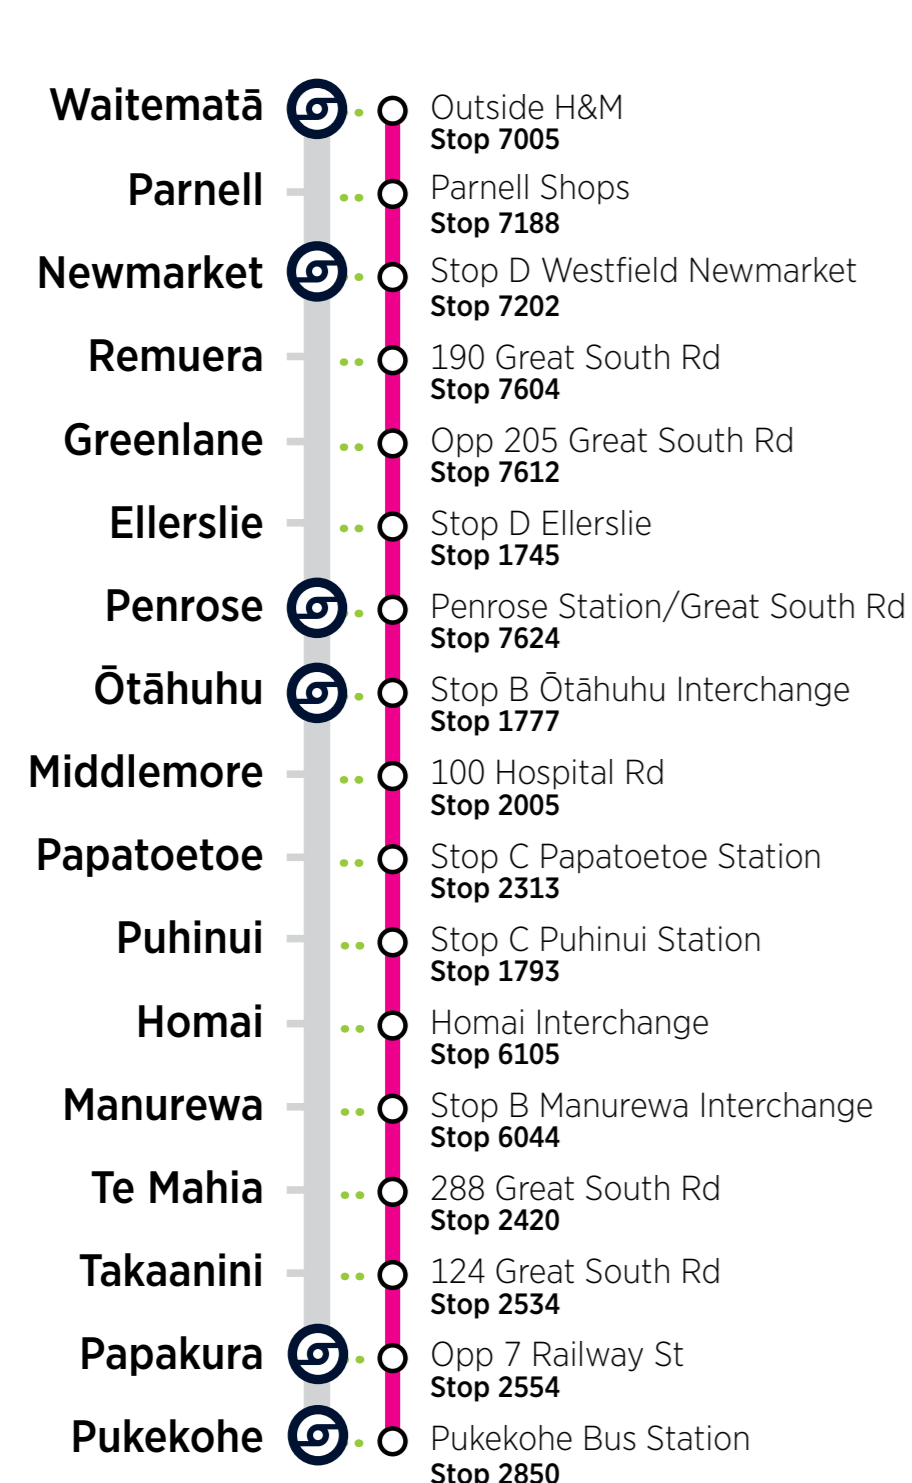 Waitematā
Outside H&M
Stop 7005
Parnell
Parnell Shops
Stop 7188
Newmarket
Stop D Westfield Newmarket
Stop 7202
Remuera
190 Great South Rd
Stop 7604
Greenlane
Opp 205 Great South Rd
Stop 7612
Ellerslie
Stop D Ellerslie
Stop 1745
Penrose
Penrose Station/Great South Rd
Stop 7624
Ōtāhuhu
Stop B Ōtāhuhu Interchange
Stop 1777
Middlemore
100 Hospital Rd
Stop 2005
Papatoetoe
Stop C Papatoetoe Station
Stop 2313
Puhinui
Stop C Puhinui Station
Stop 1793
Homai
Homai Interchange
Stop 6105
Manurewa
Stop B Manurewa Interchange
Stop 6044
Te Mahia
288 Great South Rd
Stop 2420
Takaanini
124 Great South Rd
Stop 2534
Papakura
Opp 7 Railway St
Stop 2554
Pukekohe
Pukekohe Bus Station
Stop 2850